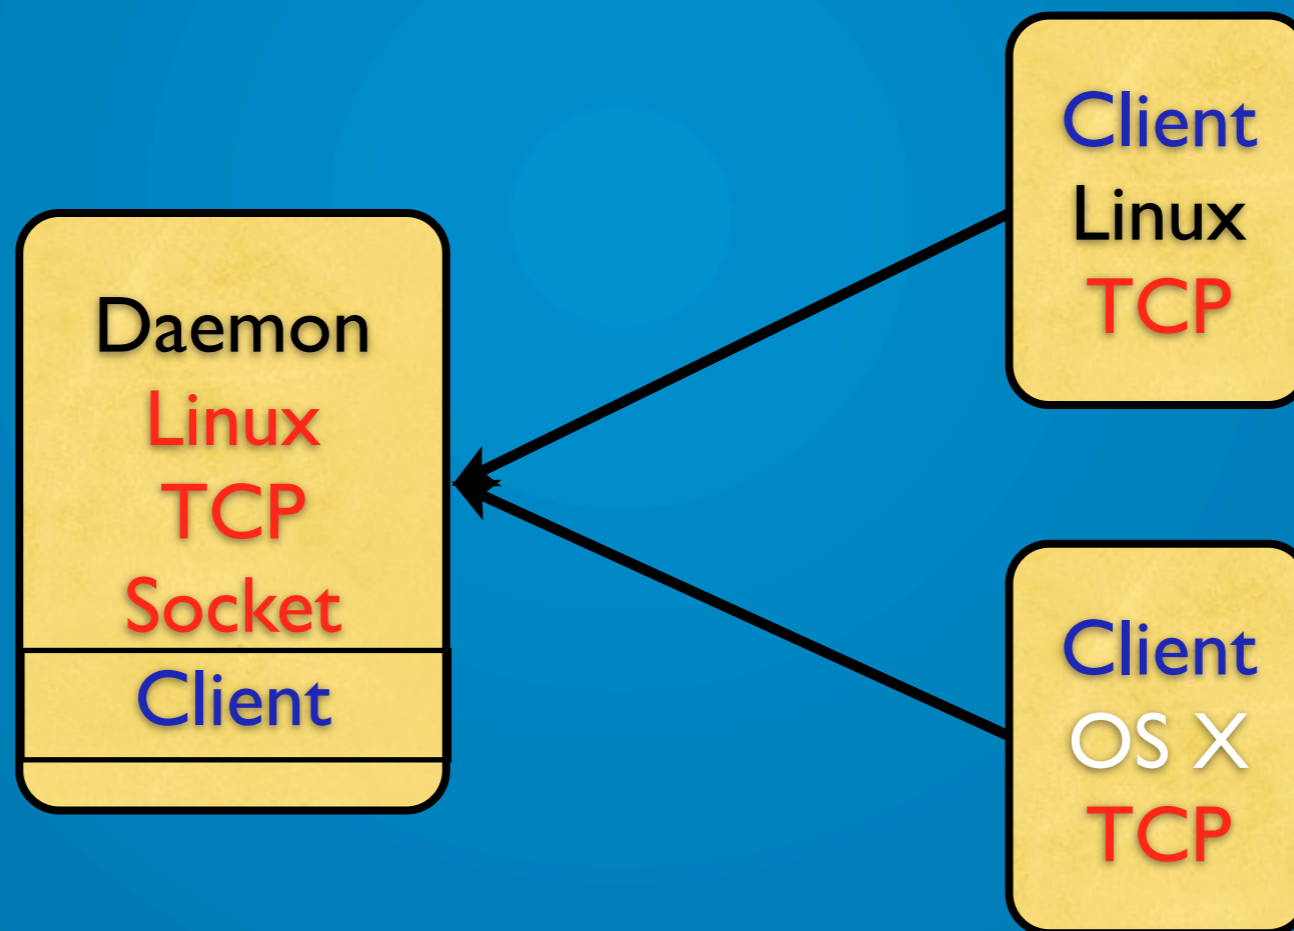 Daemon
Linux
TCP
Socket
Client
Client
Linux
TCP
Client
OS X
TCP